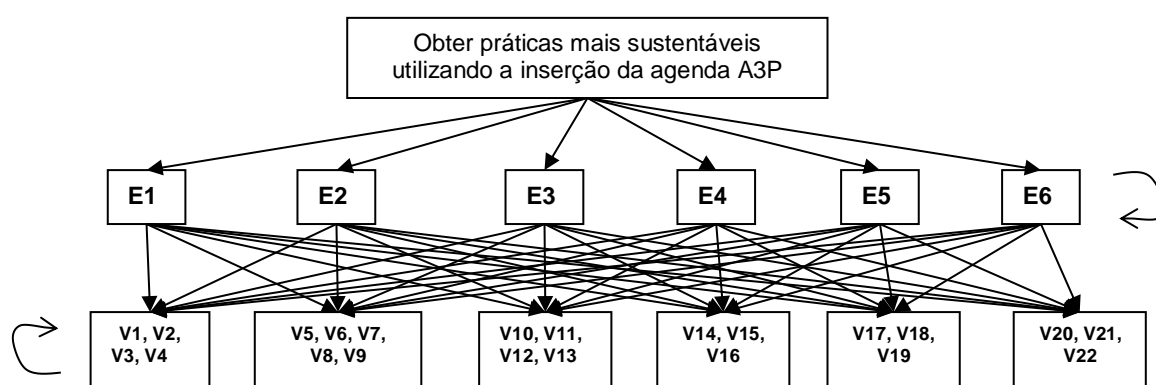 Obter práticas mais sustentáveis
utilizando a inserção da agenda A3P
E1
E2
E3
E4
E5
E6
V1, V2,
V3, V4
V5, V6, V7,
V8, V9
V10, V11,
V12, V13
V14, V15,
V16
V17, V18,
V19
V20, V21,
V22